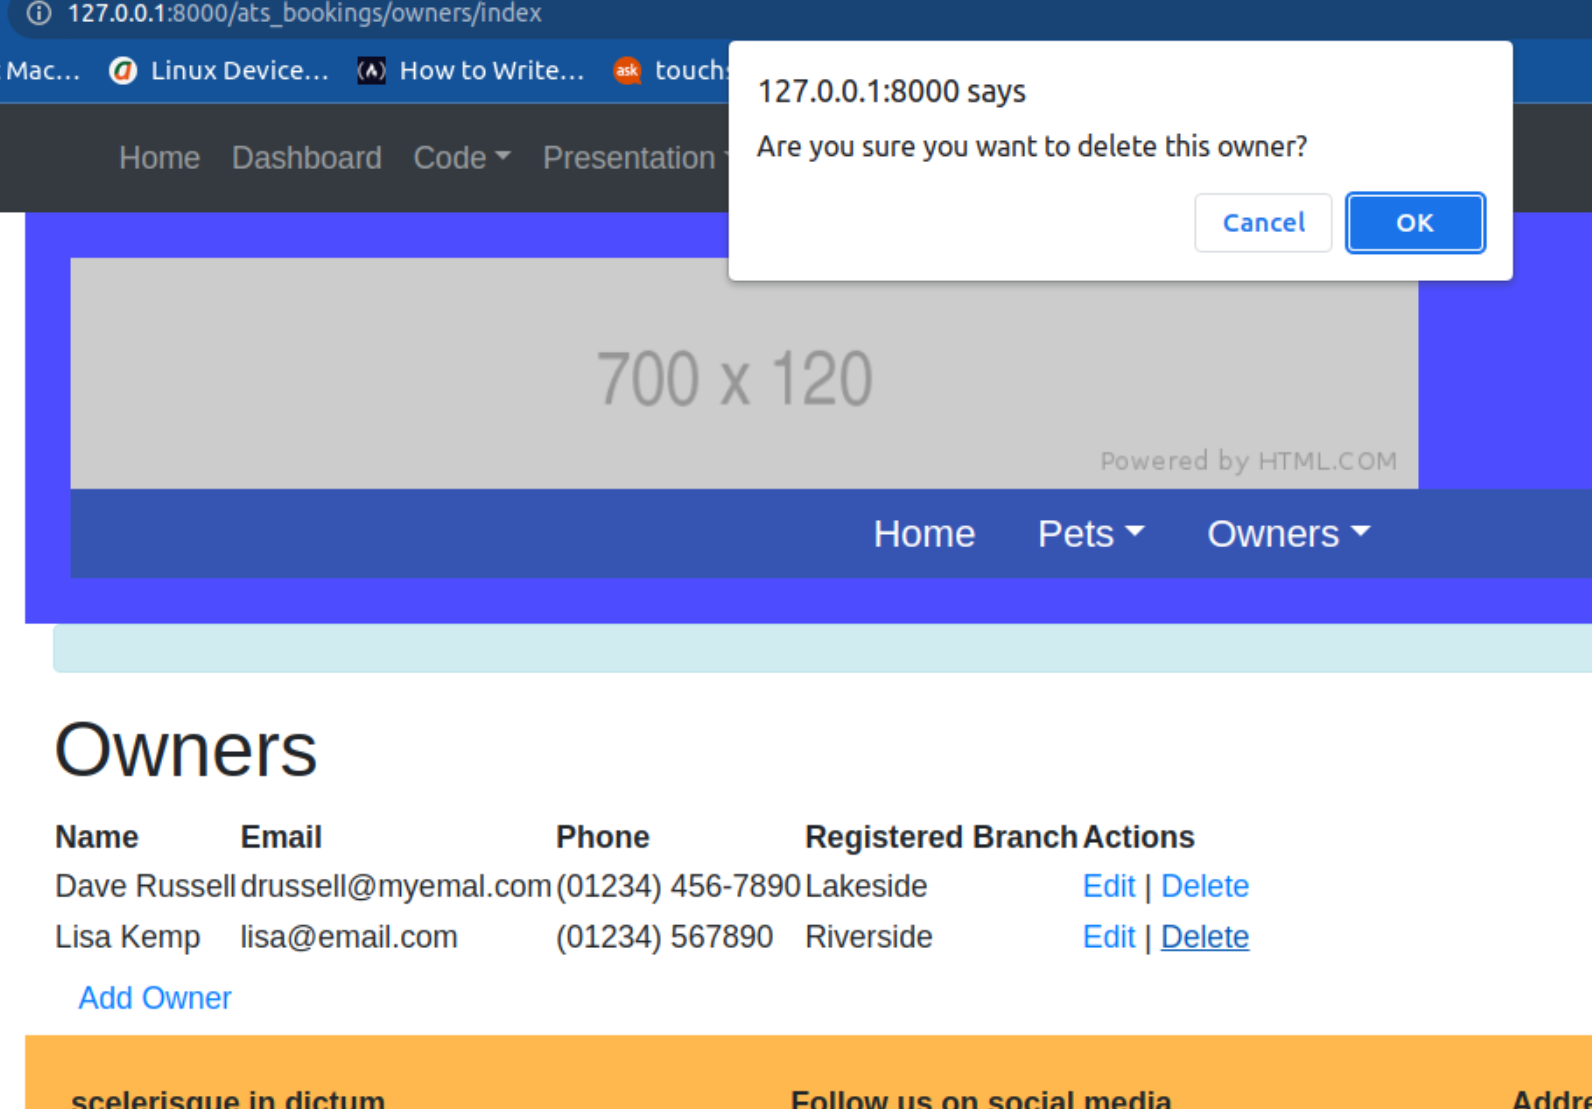 127.0.0.1:8000/ats_bookings/owners/index
Mac... Linux Device... How to Write... ask touchs
127.0.0.1:8000 says
Are you sure you want to delete this owner?
Cancel OK
Home Dashboard Code Presentation
700 x 120
Powered by HTML.COM
Home Pets Owners
Owners
Name Email Phone Registered Branch Actions
Dave Russell drussell@myemal.com (01234) 456-7890 Lakeside Edit | Delete
Lisa Kemp lisa@email.com (01234) 567890 Riverside Edit | Delete
Add Owner
scelerisque in dictum Follow us on social media Addre